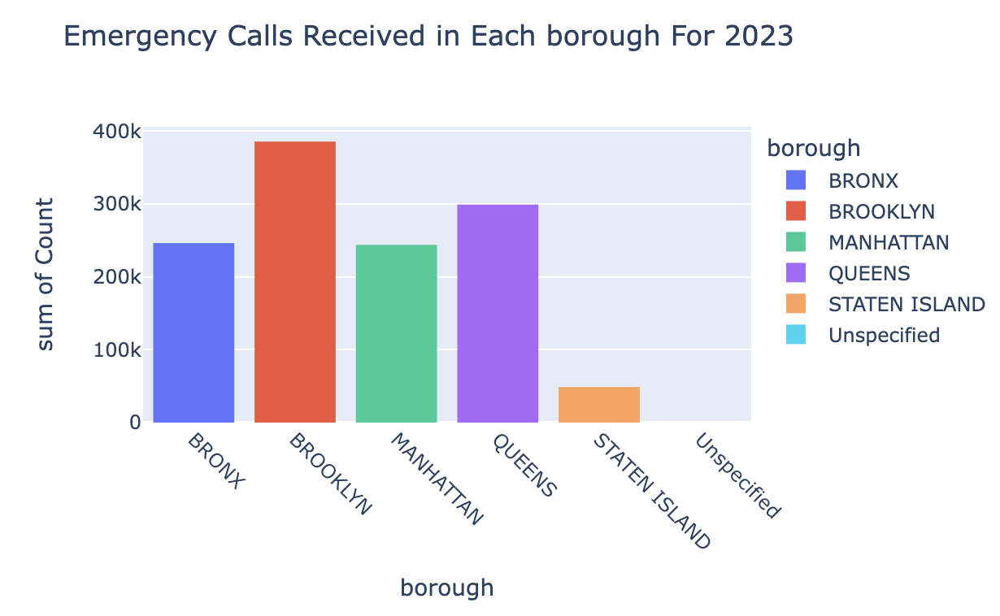 Emergency Calls Received in Each borough For 2023
400k
300k
200k
100k
0
sum of Count
BRONX
BROOKLYN
MANHATTAN
QUEENS
STATEN ISLAND
Unspecified
borough
borough
BRONX
BROOKLYN
MANHATTAN
QUEENS
STATEN ISLAND
Unspecified